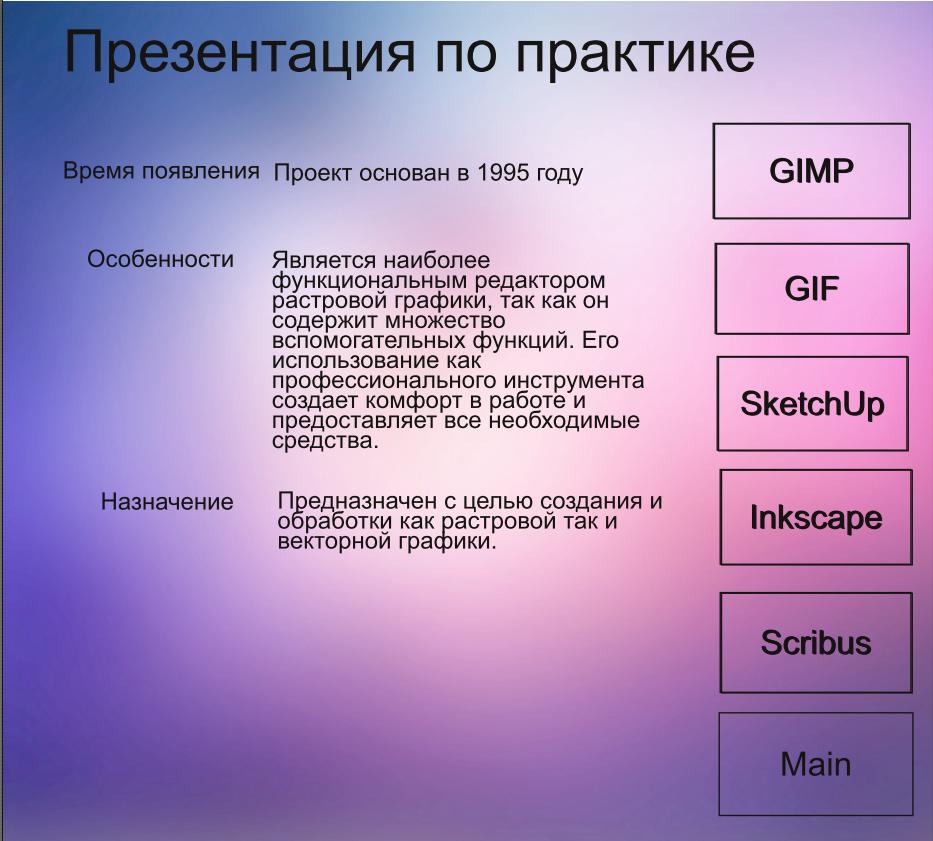 Презентация по практике
Время появления Проект основан в 1995 году
Особенности
Является наиболее
функциональным редактором
растровой графики, так как он
содержит множество
вспомогательных функций. Его
использование как
профессионального инструмента
создает комфорт в работе и
предоставляет все необходимые
средства.
Назначение
Предназначен с целью создания и
обработки как растровой так и
векторной графики.
GIMP
GIF
SketchUp
Inkscape
Scribus
Main